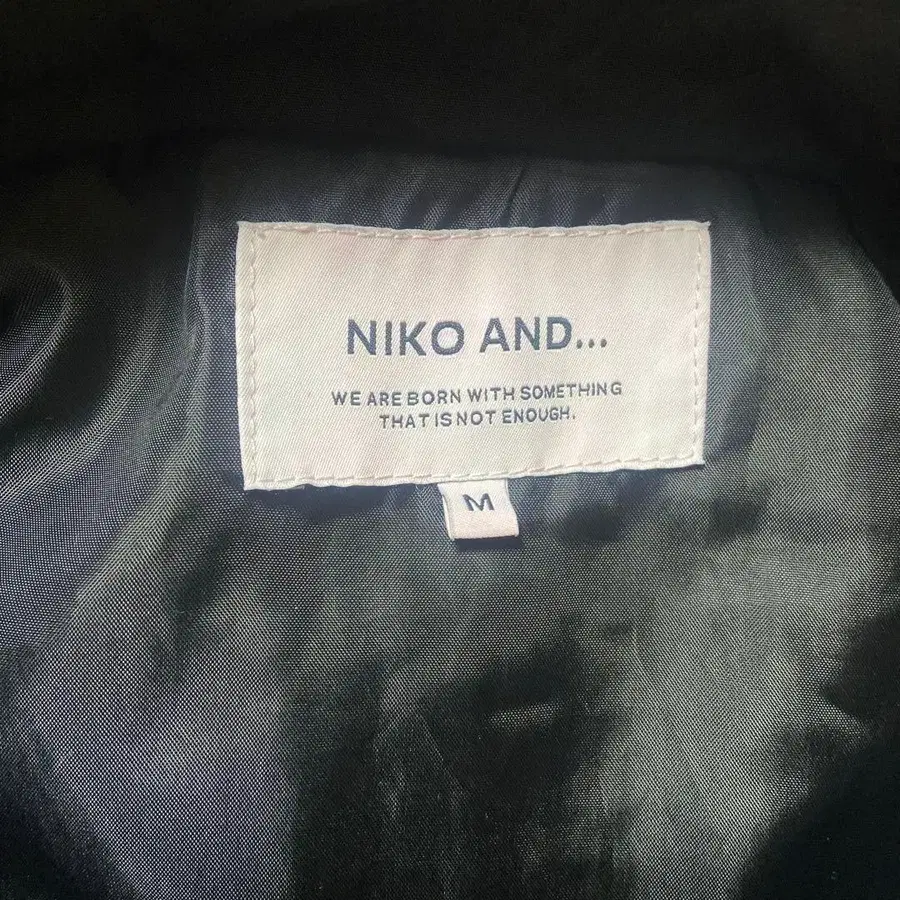 NIKO AND...
WE ARE BORN WITH SOMETHING
THAT IS NOT ENOUGH.
M